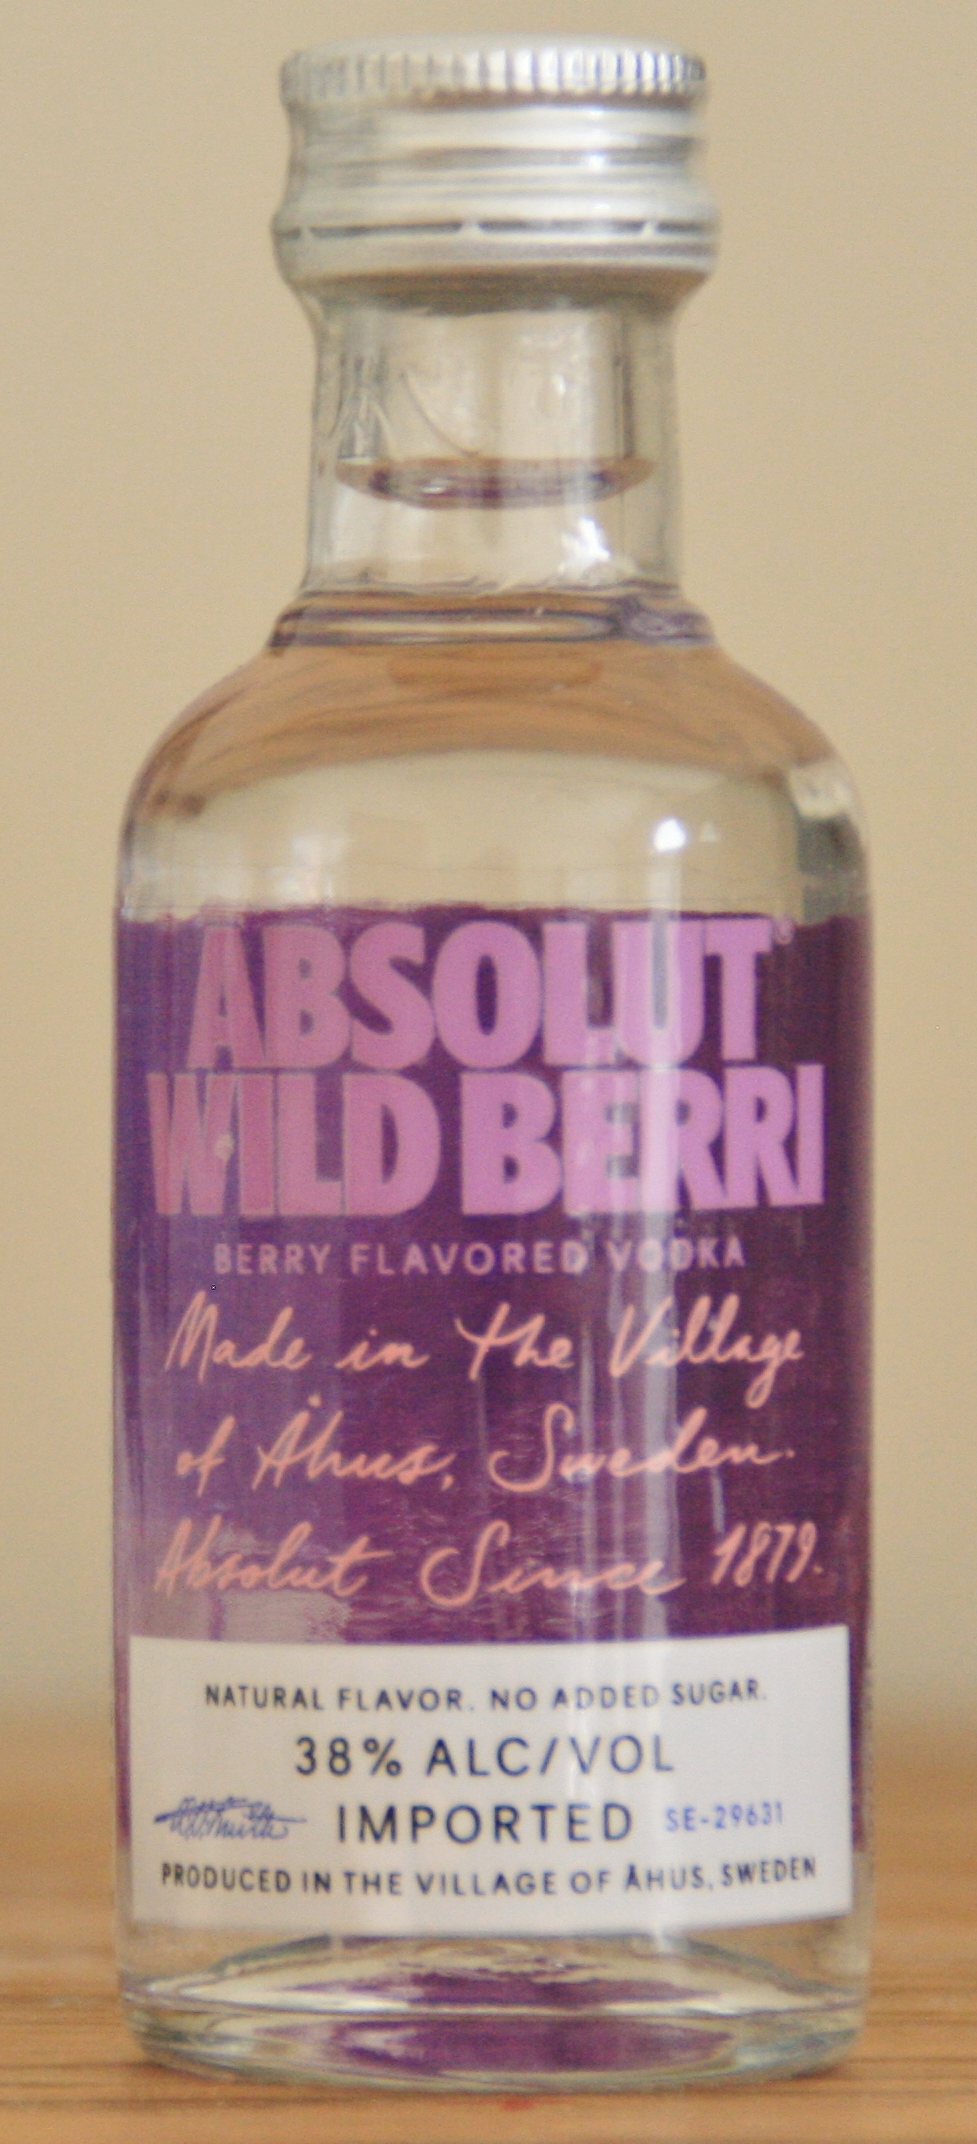 ABSOLUT®
WILD BERRI
BERRY FLAVORED VODKA
Made in the Village
of Åhus, Sweden.
Absolut Since 1879.
NATURAL FLAVOR. NO ADDED SUGAR.
38% ALC/VOL
IMPORTED SE-29631
PRODUCED IN THE VILLAGE OF ÅHUS, SWEDEN